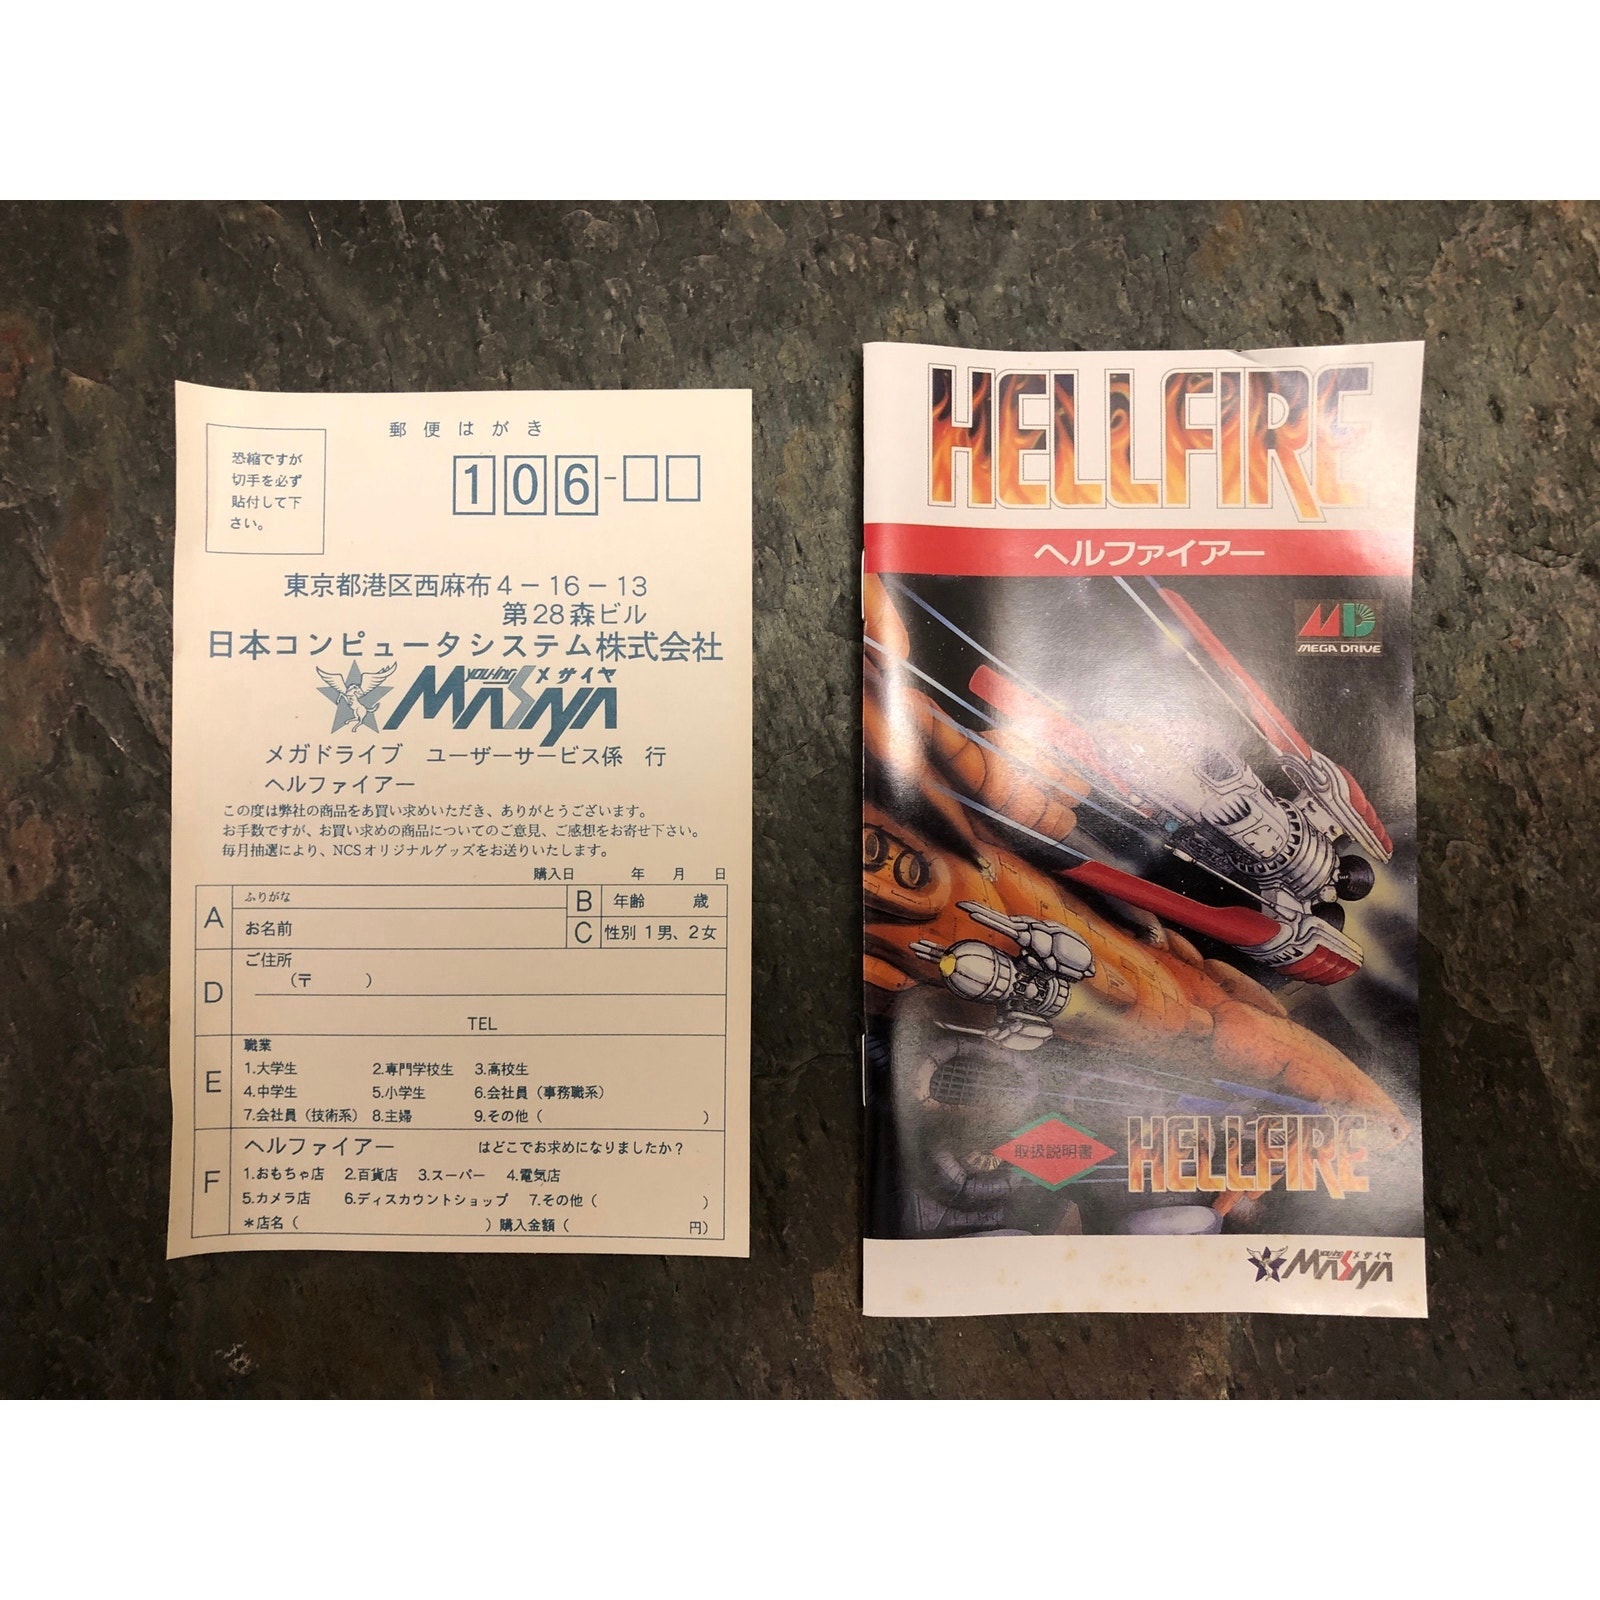 郵便はがき
恐縮ですが
切手を必ず
貼付して下
さい。
106-
東京都港区西麻布4-16-13
第28森ビル
日本コンピュータシステム株式会社
you-ing メサイヤ
MASAYA
メガドライブ ユーザーサービス係 行
ヘルファイアー
この度は弊社の商品をあ買い求めいただき、ありがとうございます。
お手数ですが、お買い求めの商品についてのご意見、ご感想をお寄せ下さい。
毎月抽選により、NCSオリジナルグッズをお送りいたします。
購入日 年 月 日
A ふりがな
お名前
B 年齢 歳
C 性別 1男、2女
D ご住所
(〒 )
TEL
E 職業
1.大学生 2.専門学校生 3.高校生
4.中学生 5.小学生 6.会社員(事務職系)
7.会社員(技術系) 8.主婦 9.その他( )
F ヘルファイアー はどこでお求めになりましたか?
1.おもちゃ店 2.百貨店 3.スーパー 4.電気店
5.カメラ店 6.ディスカウントショップ 7.その他( )
*店名( ) 購入金額( 円)
HELLFIRE
ヘルファイアー
MD
MEGA DRIVE
取扱説明書
HELLFIRE
you-ing メサイヤ
MASAYA